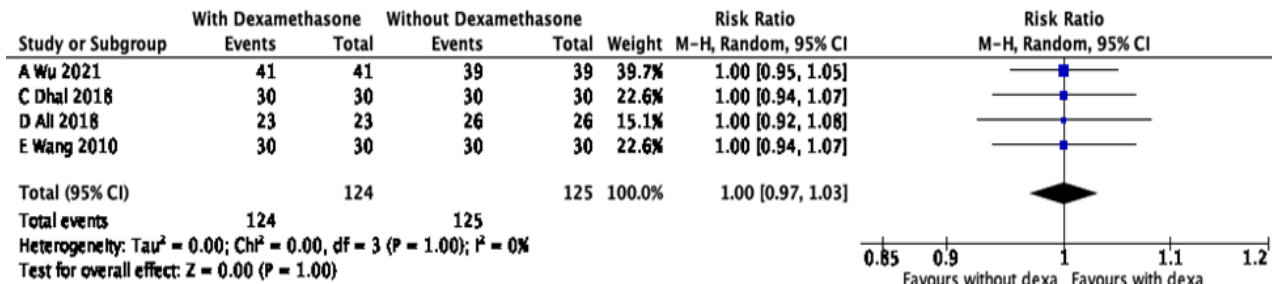 With Dexamethasone Without Dexamethasone Risk Ratio Risk Ratio
Study or Subgroup Events Total Events Total Weight M-H, Random, 95% CI M-H, Random, 95% CI
A Wu 2021 41 41 39 39 39.7% 1.00 [0.95, 1.05]
C Dhal 2018 30 30 30 30 22.6% 1.00 [0.94, 1.07]
D Ali 2018 23 23 26 26 15.1% 1.00 [0.92, 1.08]
E Wang 2010 30 30 30 30 22.6% 1.00 [0.94, 1.07]
Total (95% CI) 124 125 100.0% 1.00 [0.97, 1.03]
Total events 124 125
Heterogeneity: Tau² = 0.00; Chi² = 0.00, df = 3 (P = 1.00); I² = 0%
Test for overall effect: Z = 0.00 (P = 1.00)
0.85 0.9 1 1.1 1.2
Favours without dexa Favours with dexa